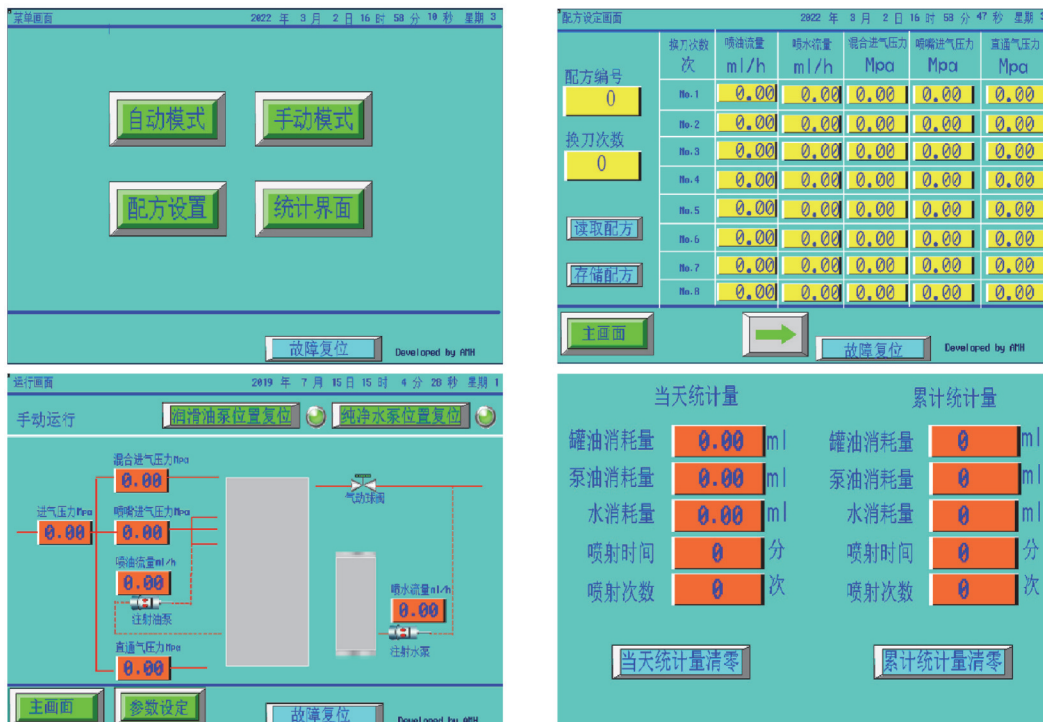 菜单画面 2022 年 3 月 2 日 16 时 58 分 10 秒 星期 3
自动模式 手动模式
配方设置 统计界面
故障复位 Developed by AMH
配方设定画面 2022 年 3 月 2 日 16 时 58 分 47 秒 星期 3
换刀次数 喷油流量 喷水流量 混合进气压力 喷嘴进气压力 直通气压力
次 ml/h ml/h Mpa Mpa Mpa
配方编号
0
换刀次数
0
读取配方
存储配方
No.1 0.00 0.00 0.00 0.00 0.00
No.2 0.00 0.00 0.00 0.00 0.00
No.3 0.00 0.00 0.00 0.00 0.00
No.4 0.00 0.00 0.00 0.00 0.00
No.5 0.00 0.00 0.00 0.00 0.00
No.6 0.00 0.00 0.00 0.00 0.00
No.7 0.00 0.00 0.00 0.00 0.00
No.8 0.00 0.00 0.00 0.00 0.00
主画面 故障复位 Developed by AMH
运行画面 2019 年 7 月 15 日 15 时 4 分 28 秒 星期 1
手动运行 润滑油泵位置复位 纯净水泵位置复位
混合进气压力Mpa
0.00
气动球阀
进气压力Mpa 喷嘴进气压力Mpa
0.00 0.00
喷油流量ml/h
0.00
注射油泵
喷水流量ml/h
0.00
注射水泵
直通气压力Mpa
0.00
主画面 参数设定 故障复位 Developed by AMH
当天统计量 累计统计量
罐油消耗量 0.00 ml 罐油消耗量 0 ml
泵油消耗量 0.00 ml 泵油消耗量 0 ml
水消耗量 0.00 ml 水消耗量 0 ml
喷射时间 0 分 喷射时间 0 分
喷射次数 0 次 喷射次数 0 次
当天统计量清零 累计统计量清零